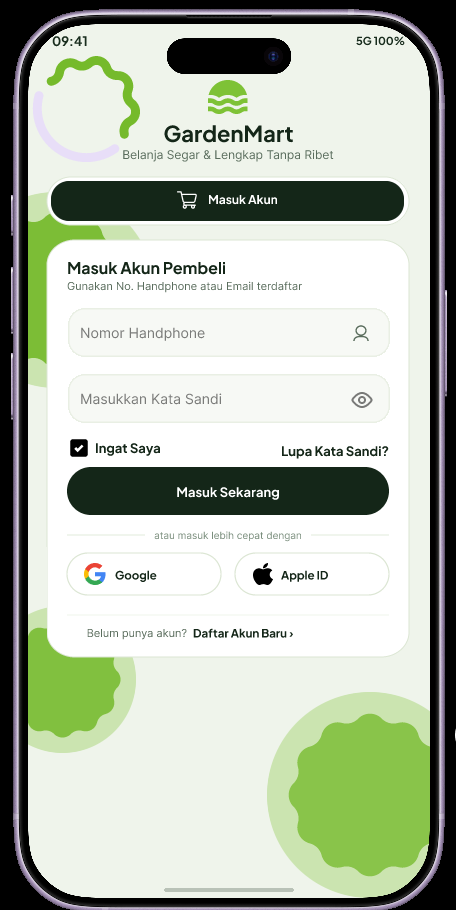 09:41
5G 100%
GardenMart
Belanja Segar & Lengkap Tanpa Ribet
Masuk Akun
Masuk Akun Pembeli
Gunakan No. Handphone atau Email terdaftar
Nomor Handphone
Masukkan Kata Sandi
Ingat Saya
Lupa Kata Sandi?
Masuk Sekarang
atau masuk lebih cepat dengan
Google
Apple ID
Belum punya akun? Daftar Akun Baru ›